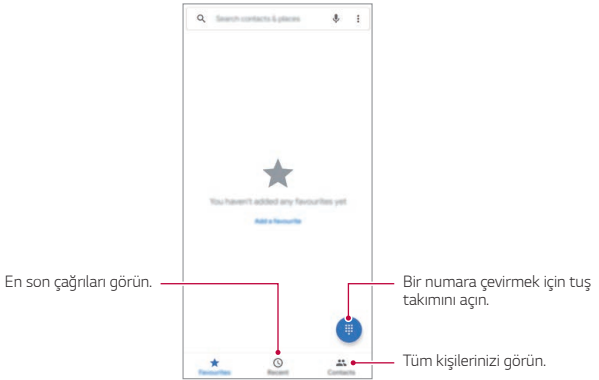 Search contacts & places
You haven't added any favourites yet
Add a favourite
En son çağrıları görün.
Bir numara çevirmek için tuş
takımını açın.
Tüm kişilerinizi görün.
Favourites
Recent
Contacts